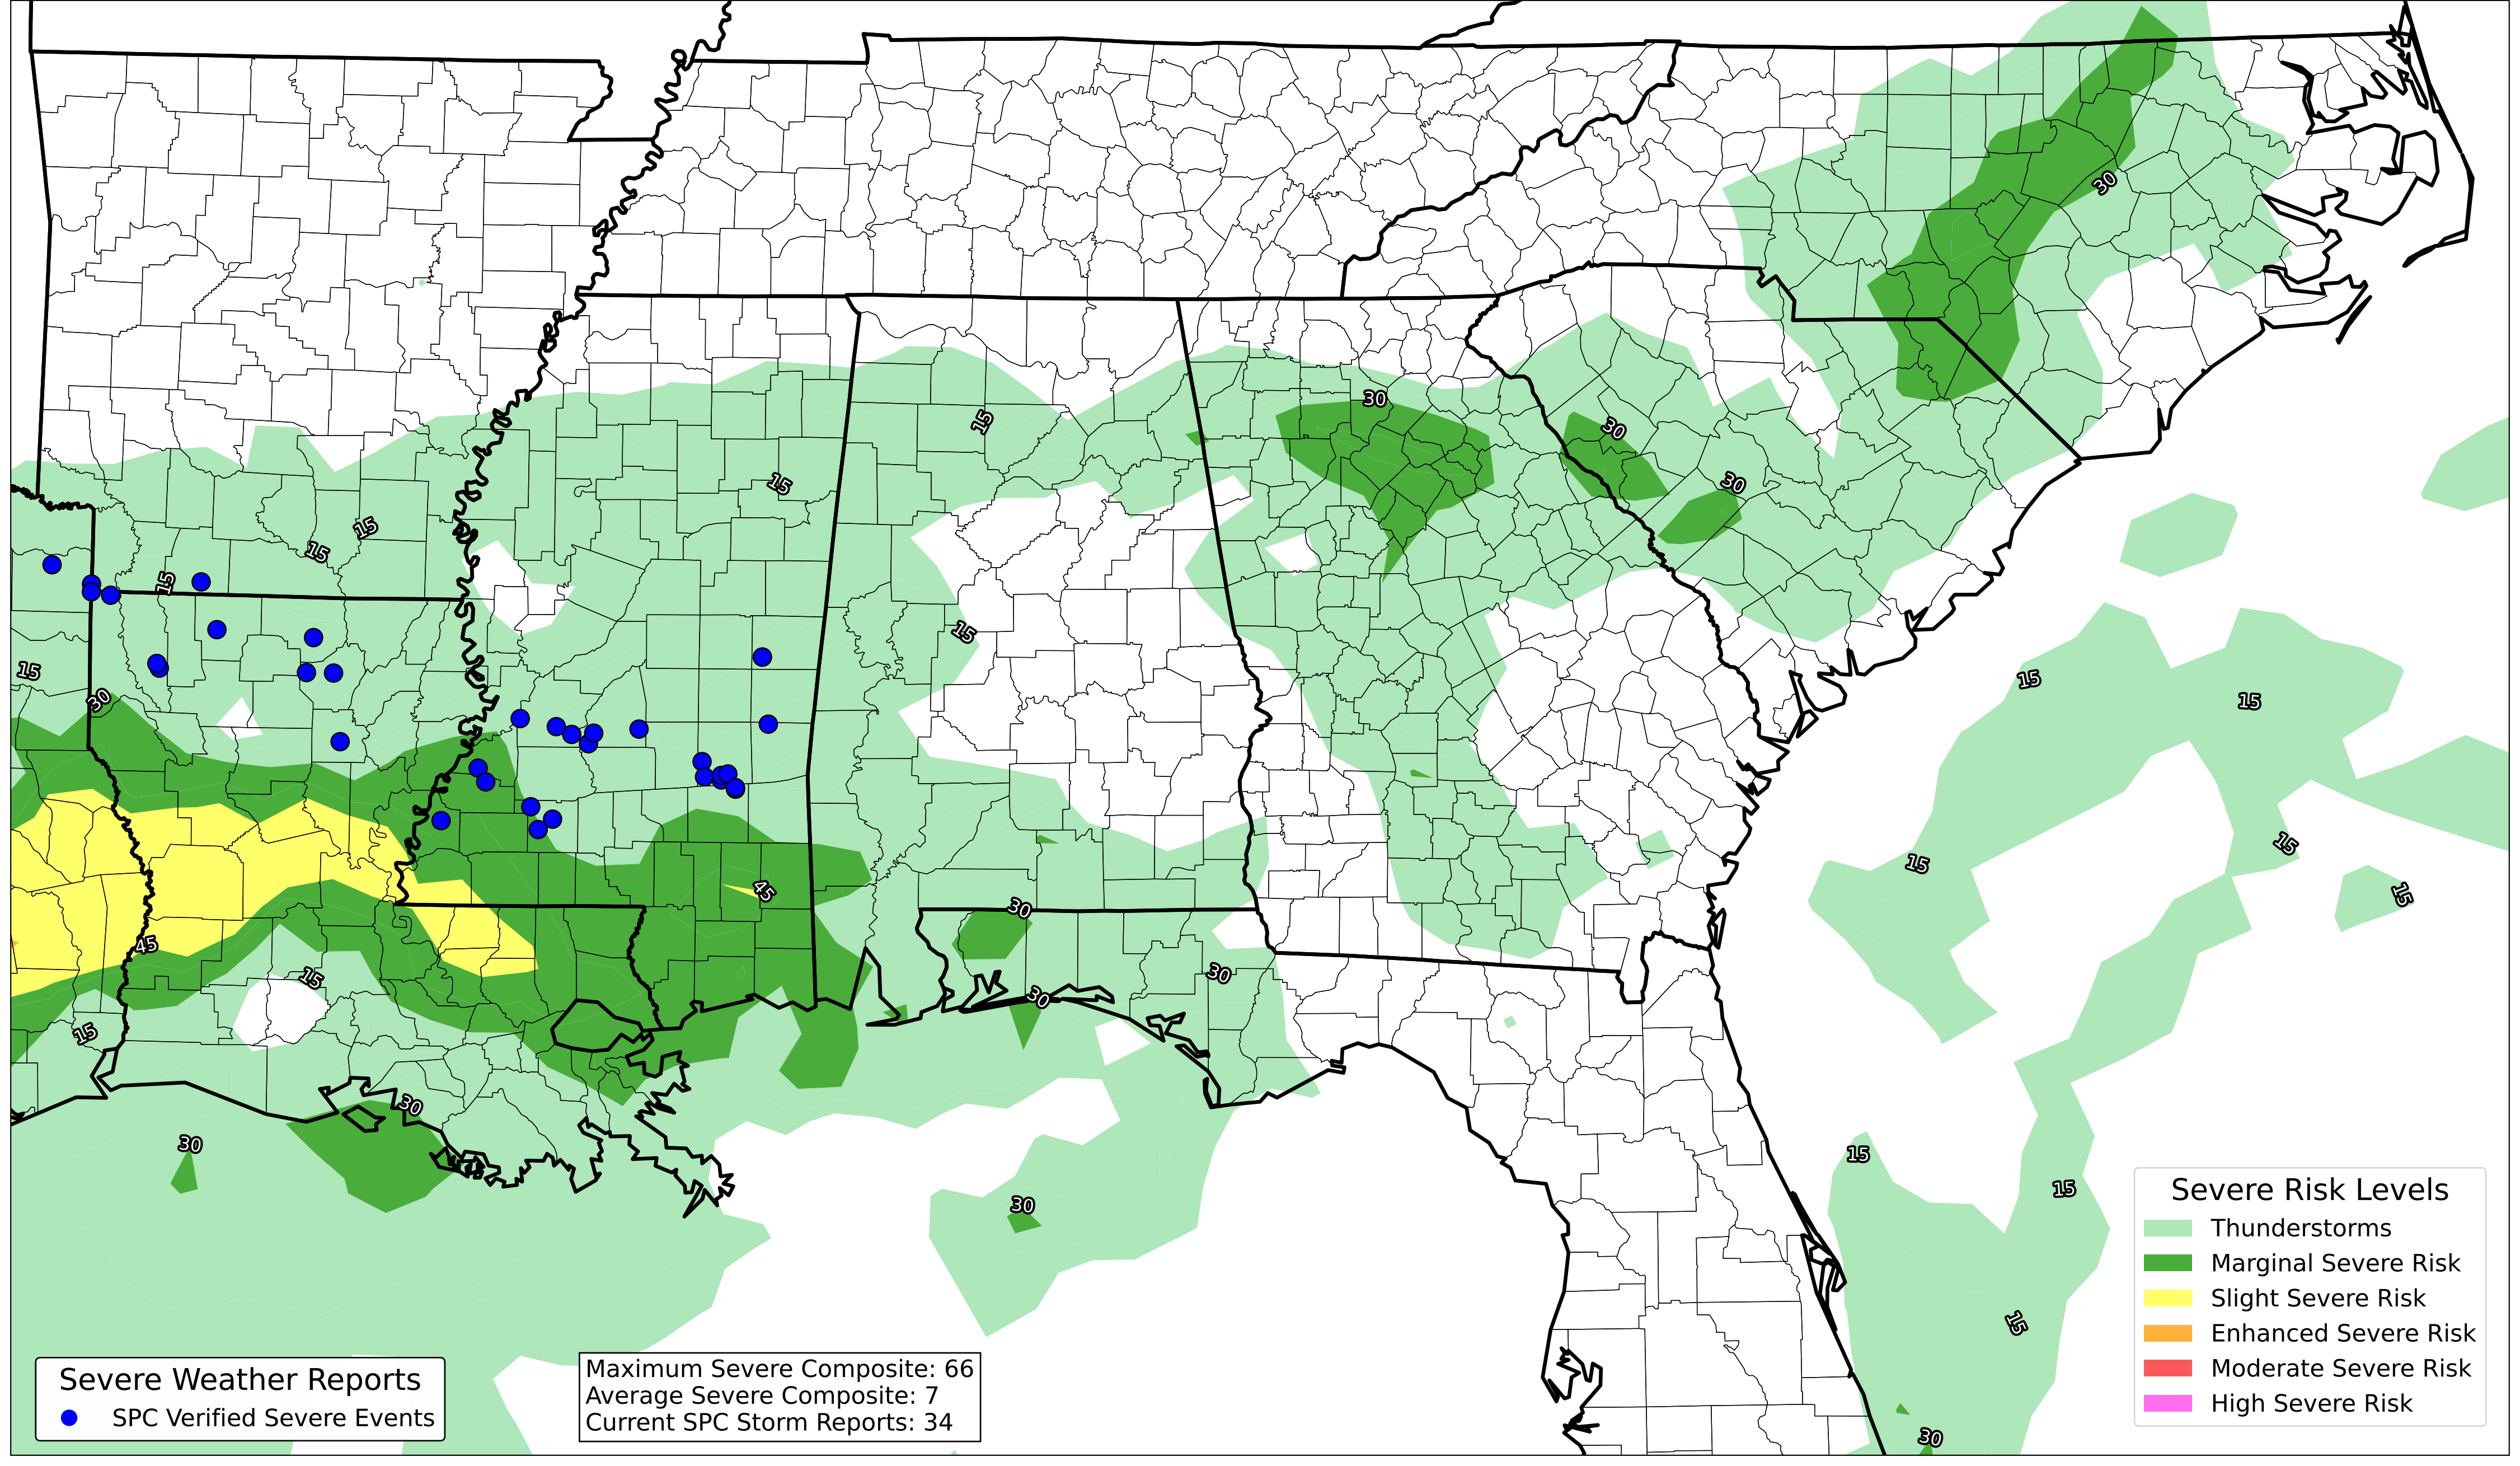 30
30
15
30
15
30
15
15
15
15
15
30
15
15
15
15
45
30
15
45
30
15
30
15
30
30
15
15
30
15
30
15
30
Severe Risk Levels
Thunderstorms
Marginal Severe Risk
Slight Severe Risk
Enhanced Severe Risk
Moderate Severe Risk
High Severe Risk
Severe Weather Reports
SPC Verified Severe Events
Maximum Severe Composite: 66
Average Severe Composite: 7
Current SPC Storm Reports: 34